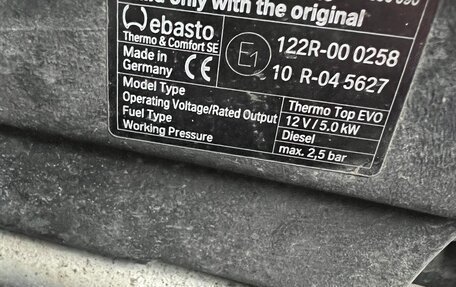 only with the original
Webasto
Thermo & Comfort SE
Made in
Germany
CE
E1
122R-00 0258
10 R-04 5627
Model Type
Thermo Top EVO
Operating Voltage/Rated Output
12 V / 5.0 kW
Fuel Type
Diesel
Working Pressure
max. 2,5 bar